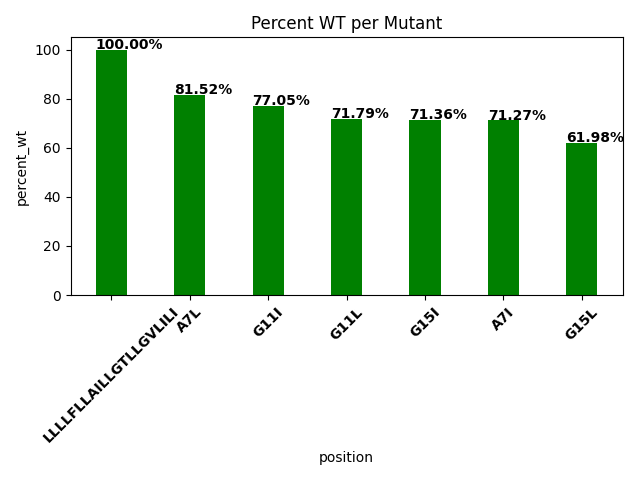 Percent WT per Mutant
percent_wt
100
80
60
40
20
0
100.00%
81.52%
77.05%
71.79%
71.36%
71.27%
61.98%
LLLLFLLAILLGTLLGVLILI
A7L
G11I
G11L
G15I
A7I
G15L
position